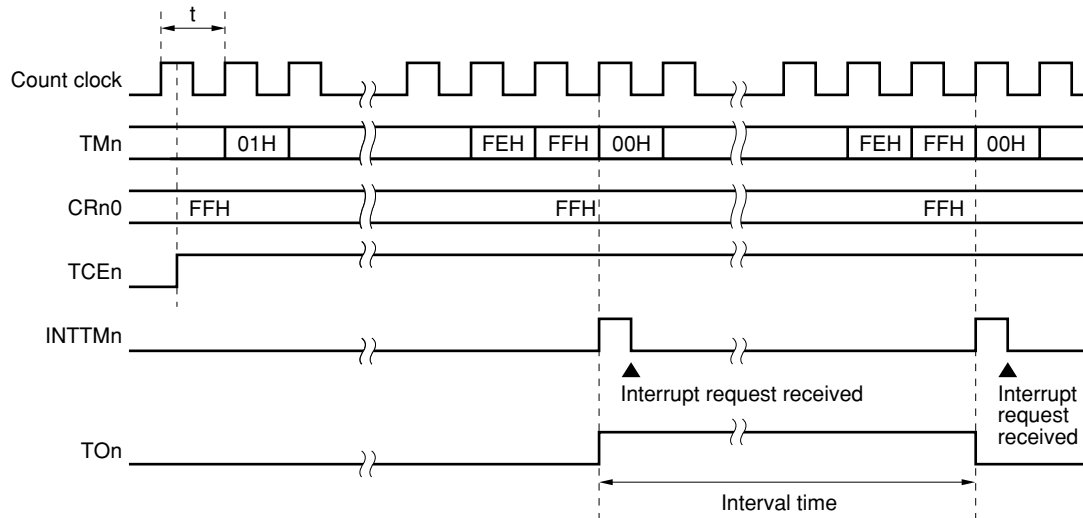 t
Count clock
TMn 01H FEH FFH 00H FEH FFH 00H
CRn0 FFH FFH FFH
TCEn
INTTMn
Interrupt request received
Interrupt
request
received
TOn
Interval time